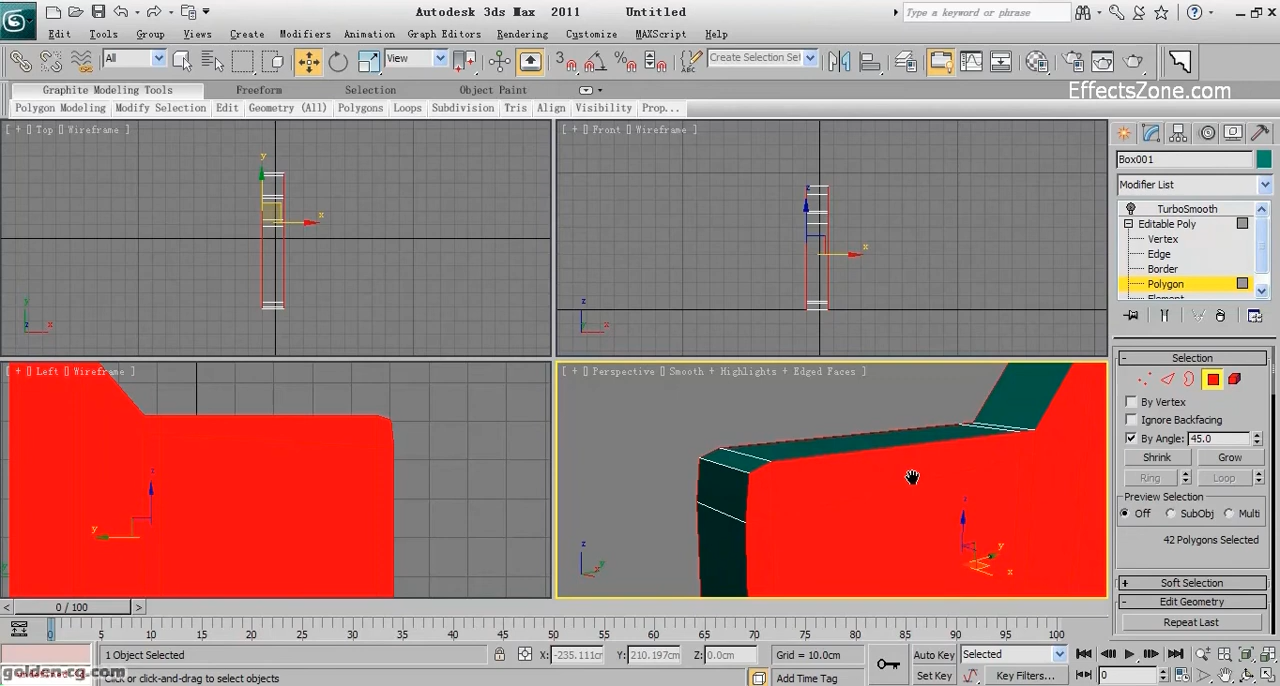 Autodesk 3ds Max 2011 Untitled
Type a keyword or phrase
Edit Tools Group Views Create Modifiers Animation Graph Editors Rendering Customize MAXScript Help
All View 3 ABC Create Selection Se
Graphite Modeling Tools Freeform Selection Object Paint
EffectsZone.com
Polygon Modeling Modify Selection Edit Geometry (All) Polygons Loops Subdivision Tris Align Visibility Prop...
[ + [] Top [] Wireframe ]
[ + [] Front [] Wireframe ]
[ + [] Left [] Wireframe ]
[ + [] Perspective [] Smooth + Highlights + Edged Faces ]
Box001
Modifier List
TurboSmooth
Editable Poly
Vertex
Edge
Border
Polygon
Element
Selection
By Vertex
Ignore Backfacing
By Angle: 45.0
Shrink Grow
Ring Loop
Preview Selection
Off SubObj Multi
42 Polygons Selected
Soft Selection
Edit Geometry
Repeat Last
< 0 / 100 >
0 5 10 15 20 25 30 35 40 45 50 55 60 65 70 75 80 85 90 95 100
1 Object Selected X: -235.111cm Y: 210.197cm Z: 0.0cm Grid = 10.0cm Auto Key Selected
golden-cg.com
Click or click-and-drag to select objects Add Time Tag Set Key Key Filters... 0